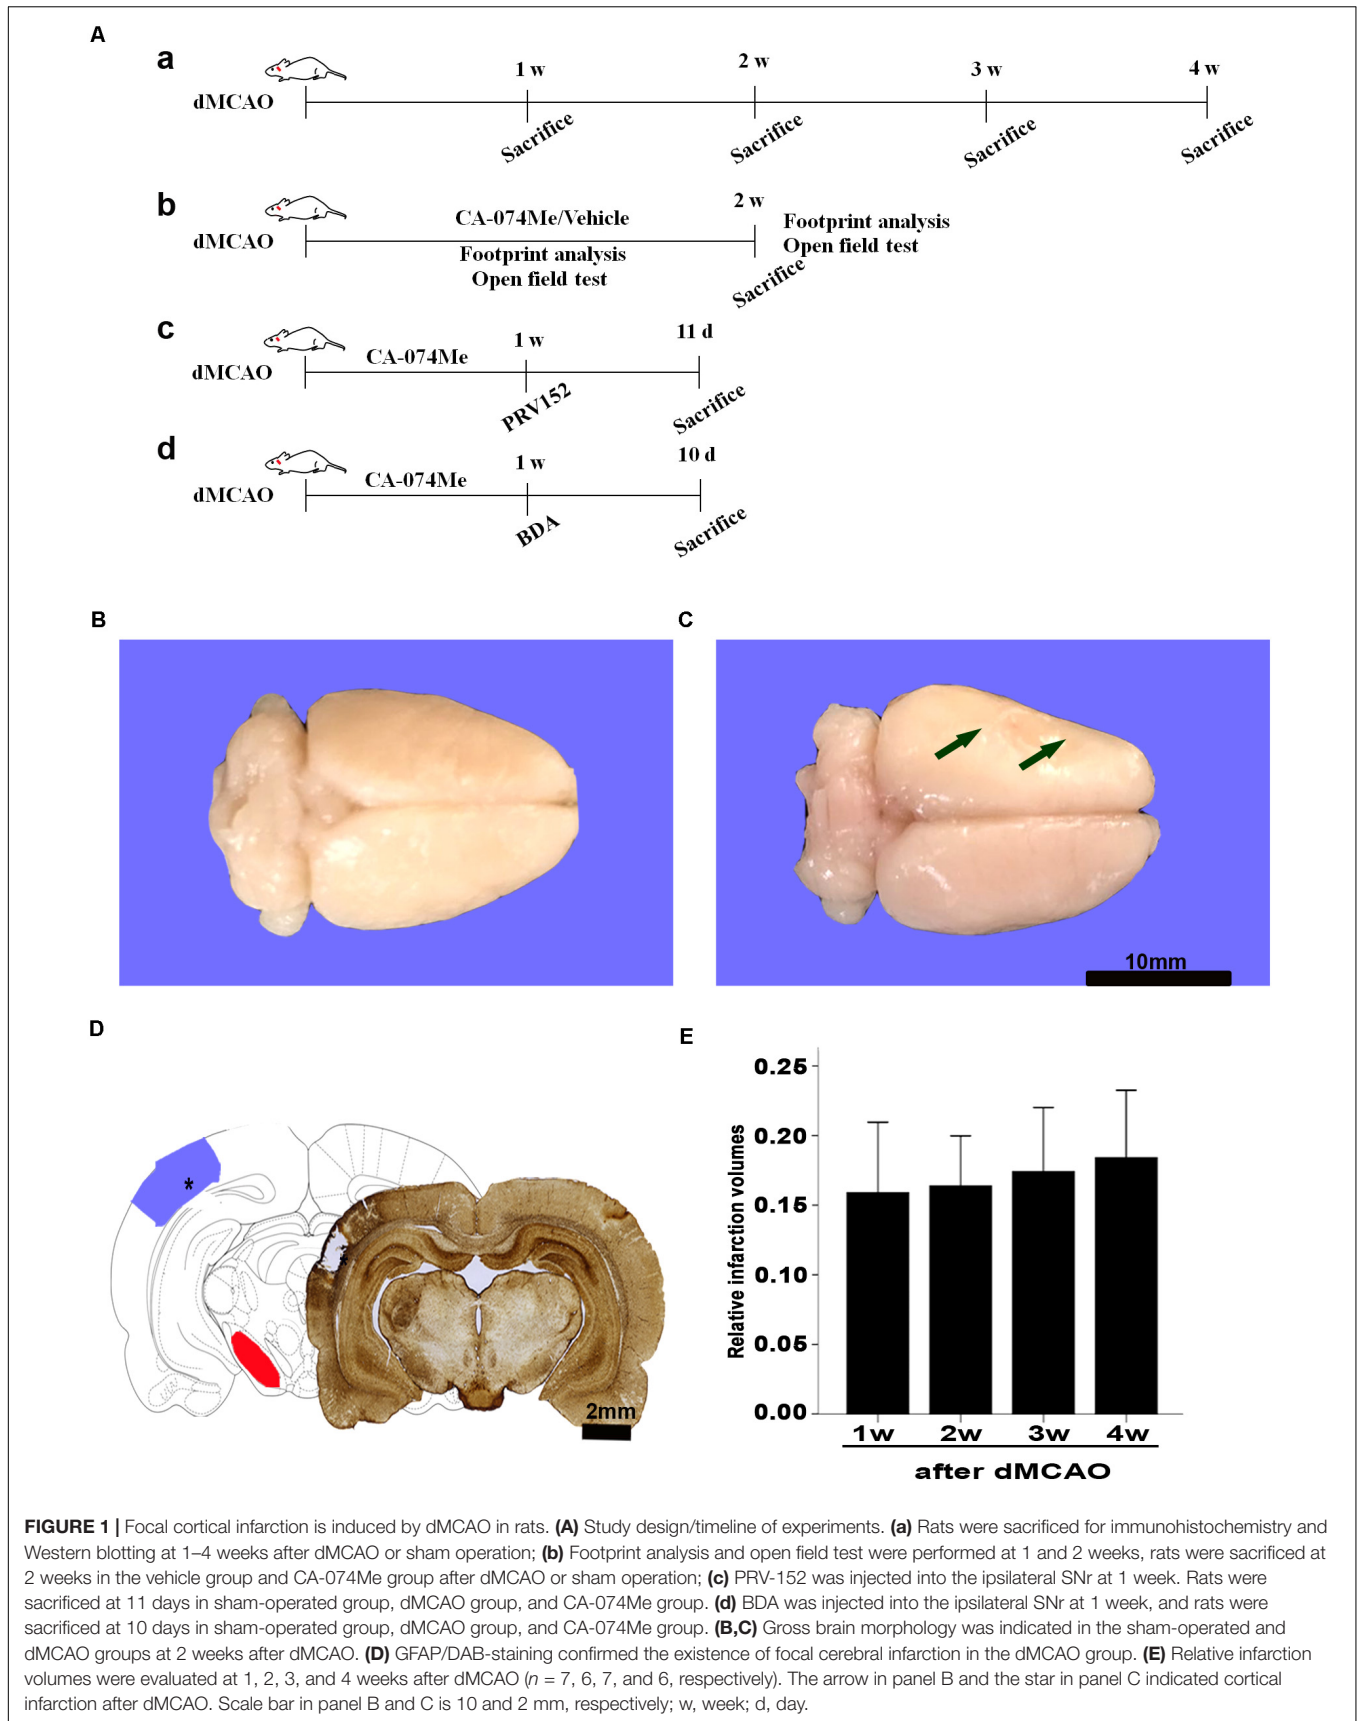 A
a
dMCAO
1 w
2 w
3 w
4 w
Sacrifice
Sacrifice
Sacrifice
Sacrifice
b
dMCAO
CA-074Me/Vehicle
Footprint analysis
Open field test
2 w
Sacrifice
Footprint analysis
Open field test
c
dMCAO
CA-074Me
1 w
PRV152
11 d
Sacrifice
d
dMCAO
CA-074Me
1 w
BDA
10 d
Sacrifice
B
C
10mm
D
*
2mm
E
Relative infarction volumes
0.25
0.20
0.15
0.10
0.05
0.00
1w 2w 3w 4w
after dMCAO
FIGURE 1 | Focal cortical infarction is induced by dMCAO in rats. (A) Study design/timeline of experiments. (a) Rats were sacrificed for immunohistochemistry and
Western blotting at 1–4 weeks after dMCAO or sham operation; (b) Footprint analysis and open field test were performed at 1 and 2 weeks, rats were sacrificed at
2 weeks in the vehicle group and CA-074Me group after dMCAO or sham operation; (c) PRV-152 was injected into the ipsilateral SNr at 1 week. Rats were
sacrificed at 11 days in sham-operated group, dMCAO group, and CA-074Me group. (d) BDA was injected into the ipsilateral SNr at 1 week, and rats were
sacrificed at 10 days in sham-operated group, dMCAO group, and CA-074Me group. (B,C) Gross brain morphology was indicated in the sham-operated and
dMCAO groups at 2 weeks after dMCAO. (D) GFAP/DAB-staining confirmed the existence of focal cerebral infarction in the dMCAO group. (E) Relative infarction
volumes were evaluated at 1, 2, 3, and 4 weeks after dMCAO (n = 7, 6, 7, and 6, respectively). The arrow in panel B and the star in panel C indicated cortical
infarction after dMCAO. Scale bar in panel B and C is 10 and 2 mm, respectively; w, week; d, day.